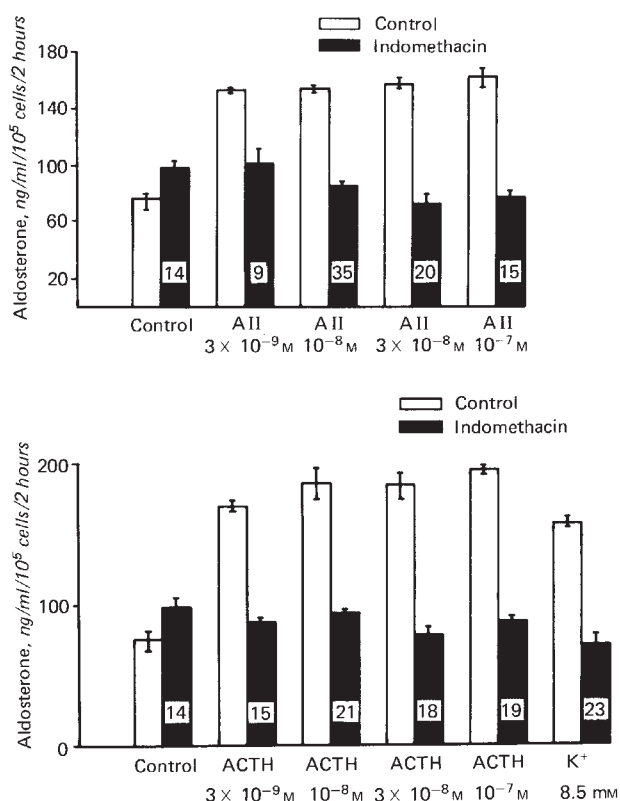 Control
Indomethacin
Aldosterone, ng/ml/10⁵ cells/2 hours
180
140
100
60
20
14
9
35
20
15
Control
A II
A II
A II
A II
3 × 10⁻⁹ M
10⁻⁸ M
3 × 10⁻⁸ M
10⁻⁷ M
Control
Indomethacin
Aldosterone, ng/ml/10⁵ cells/2 hours
200
100
0
14
15
21
18
19
23
Control
ACTH
ACTH
ACTH
ACTH
K⁺
3 × 10⁻⁹ M
10⁻⁸ M
3 × 10⁻⁸ M
10⁻⁷ M
8.5 mM